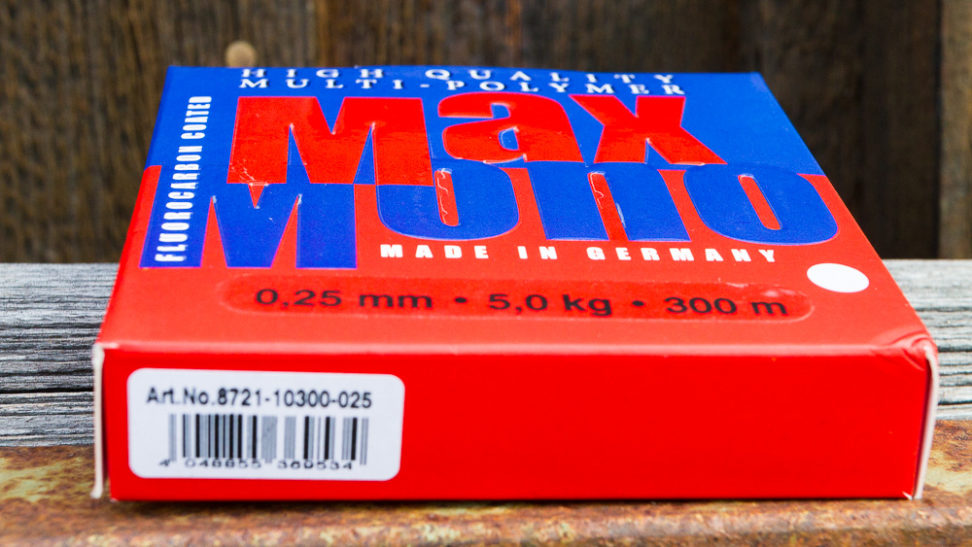 HIGH QUALITY
MULTI-POLYMER
FLUOROCARBON COATED
Max
Mono
MADE IN GERMANY
0,25 mm • 5,0 kg • 300 m
Art.No.8721-10300-025
4 048855 369534